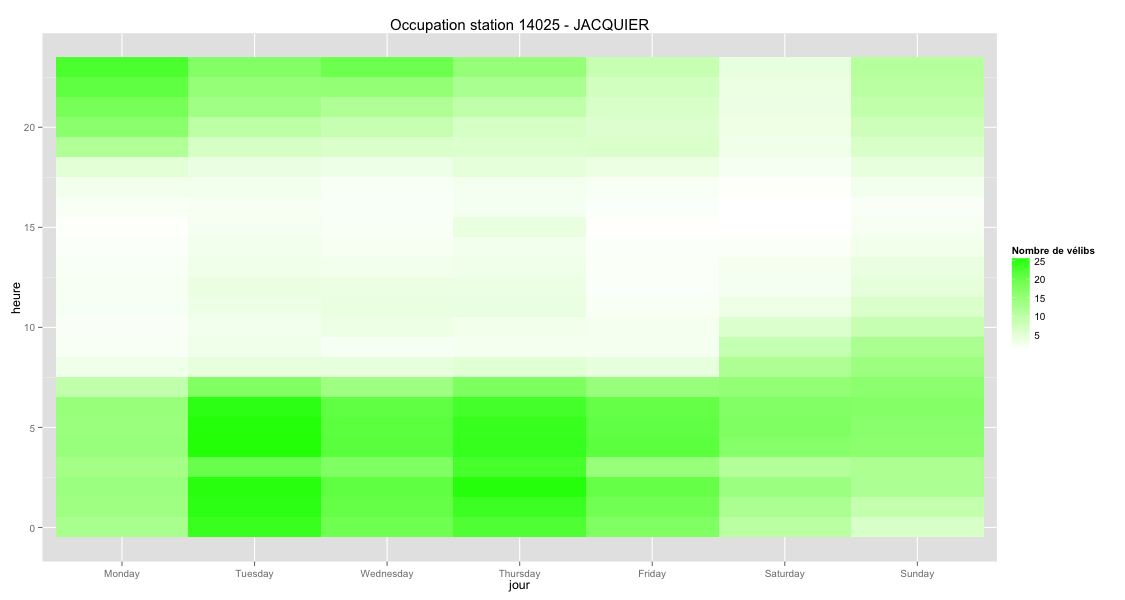 Occupation station 14025 - JACQUIER
heure
20
15
10
5
0
Monday Tuesday Wednesday Thursday Friday Saturday Sunday
jour
Nombre de vélibs
25
20
15
10
5